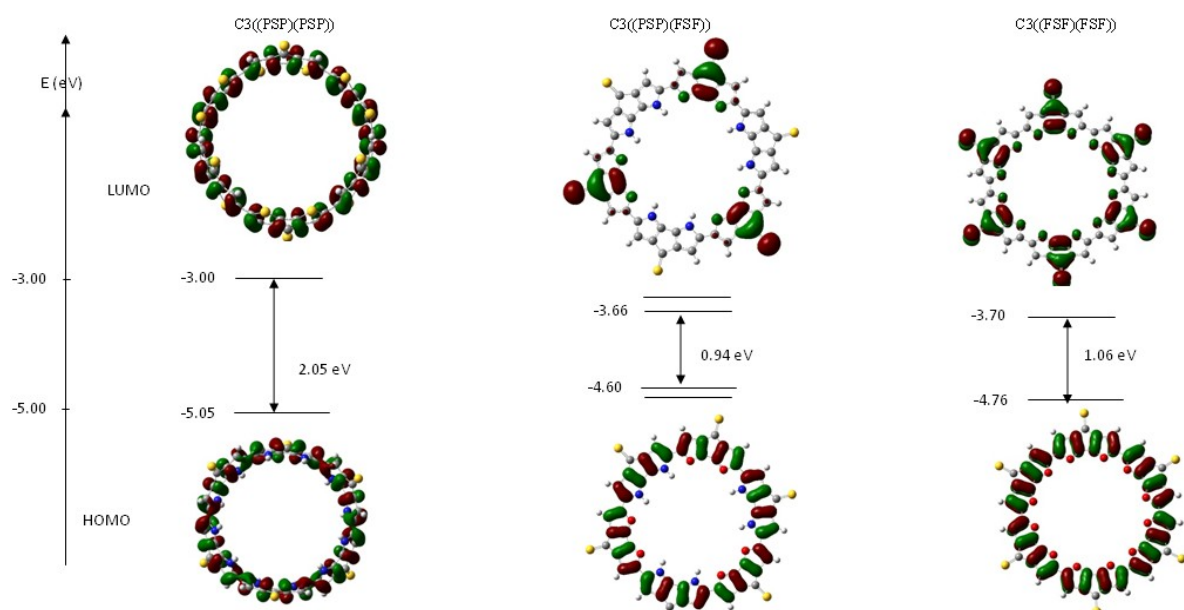 C3((PSP)(PSP))
C3((PSP)(FSF))
C3((FSF)(FSF))
E (eV)
LUMO
-3.00
-3.00
2.05 eV
-5.00
-5.05
-3.66
0.94 eV
-4.60
-3.70
1.06 eV
-4.76
HOMO